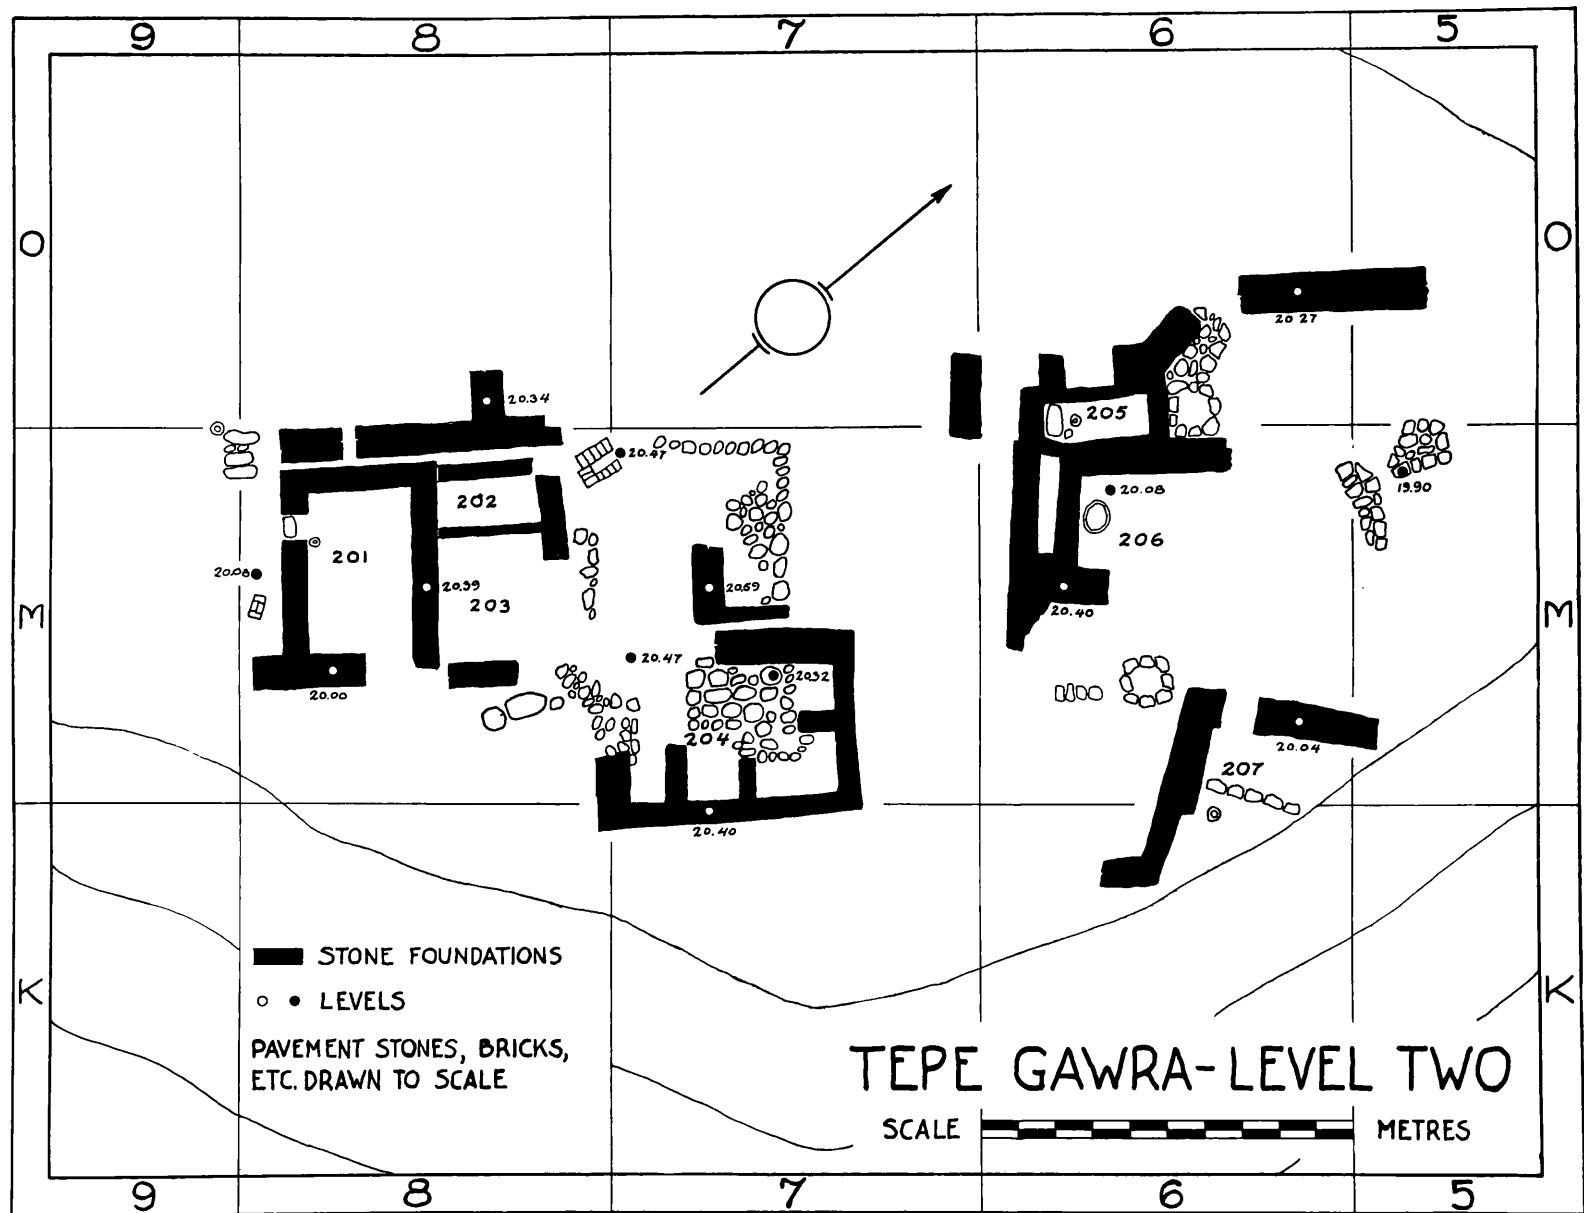 9 8 7 6 5
O O
20.27
20.34
205
20.47
202
20.08
19.90
201
206
20.08
20.39
20.69
203
20.40
M M
20.47
20.32
20.00
204
20.04
207
20.40
STONE FOUNDATIONS
K K
LEVELS
PAVEMENT STONES, BRICKS,
ETC. DRAWN TO SCALE
TEPE GAWRA-LEVEL TWO
SCALE METRES
9 8 7 6 5